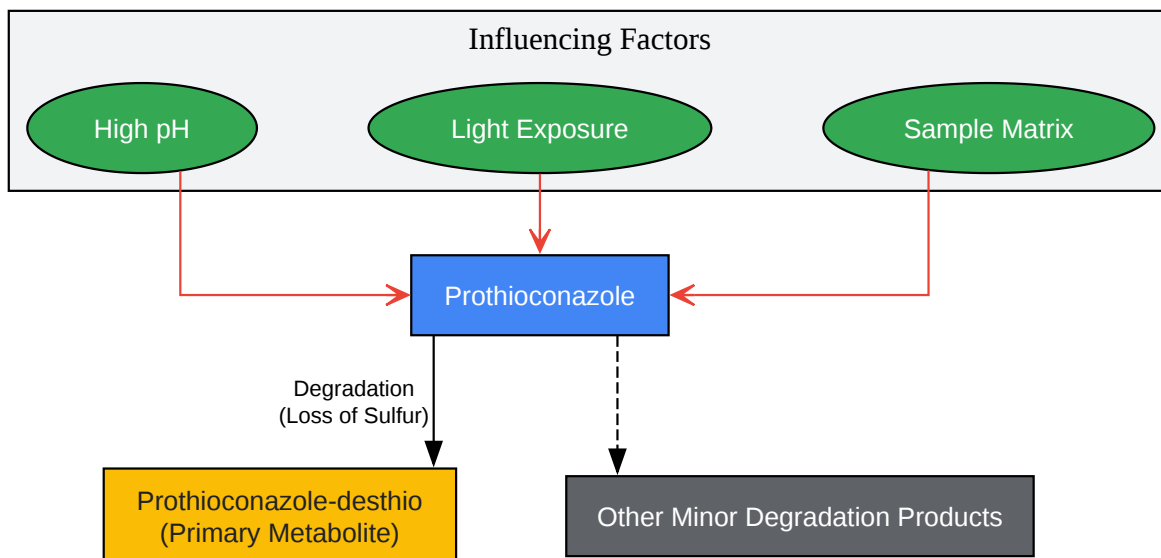 Influencing Factors
High pH
Light Exposure
Sample Matrix
Prothioconazole
Degradation
(Loss of Sulfur)
Prothioconazole-desthio
(Primary Metabolite)
Other Minor Degradation Products